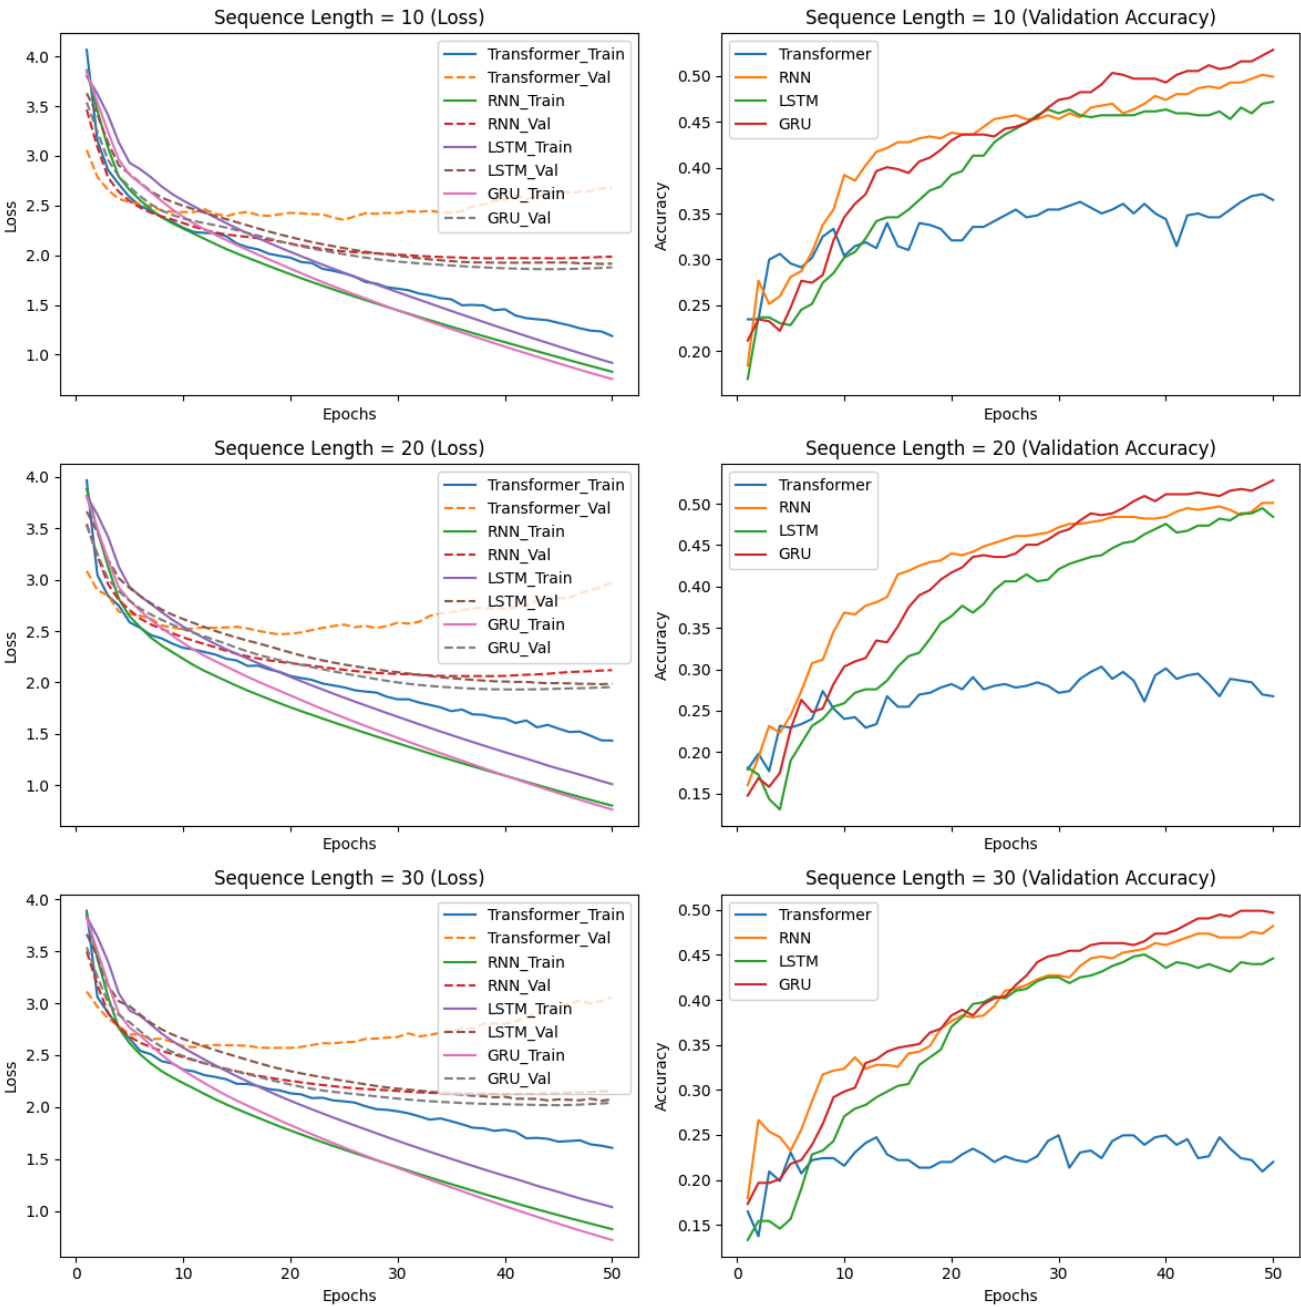 Sequence Length = 10 (Loss)
4.0
3.5
3.0
2.5
2.0
1.5
1.0
Loss
Transformer_Train
Transformer_Val
RNN_Train
RNN_Val
LSTM_Train
LSTM_Val
GRU_Train
GRU_Val
Epochs
Sequence Length = 10 (Validation Accuracy)
0.50
0.45
0.40
0.35
0.30
0.25
0.20
Accuracy
Transformer
RNN
LSTM
GRU
Epochs
Sequence Length = 20 (Loss)
4.0
3.5
3.0
2.5
2.0
1.5
1.0
Loss
Transformer_Train
Transformer_Val
RNN_Train
RNN_Val
LSTM_Train
LSTM_Val
GRU_Train
GRU_Val
Epochs
Sequence Length = 20 (Validation Accuracy)
0.50
0.45
0.40
0.35
0.30
0.25
0.20
0.15
Accuracy
Transformer
RNN
LSTM
GRU
Epochs
Sequence Length = 30 (Loss)
4.0
3.5
3.0
2.5
2.0
1.5
1.0
Loss
Transformer_Train
Transformer_Val
RNN_Train
RNN_Val
LSTM_Train
LSTM_Val
GRU_Train
GRU_Val
0 10 20 30 40 50
Epochs
Sequence Length = 30 (Validation Accuracy)
0.50
0.45
0.40
0.35
0.30
0.25
0.20
0.15
Accuracy
Transformer
RNN
LSTM
GRU
0 10 20 30 40 50
Epochs